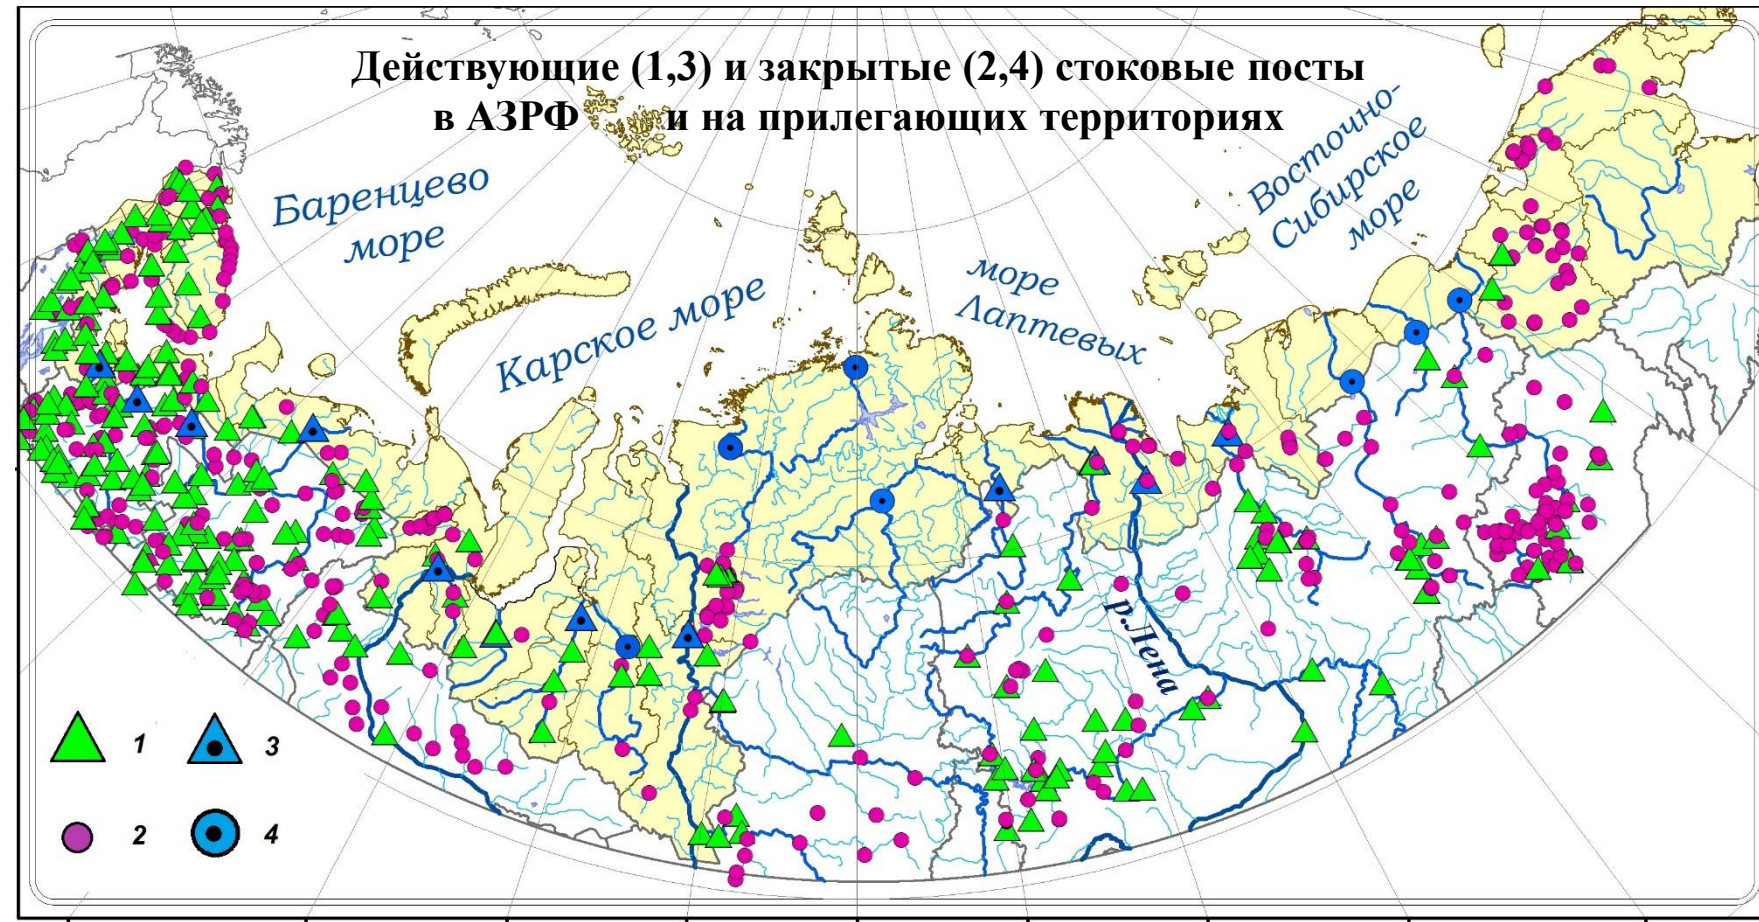 Действующие (1,3) и закрытые (2,4) стоковые посты
в АЗРФ и на прилегающих территориях
Баренцево
море
Карское море
море
Лаптевых
Восточно-
Сибирское
море
р.Лена
1
3
2
4